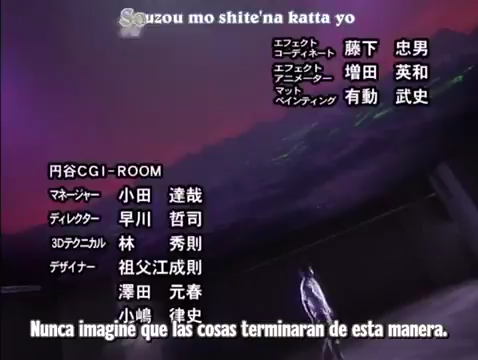 Souzou mo shite'na katta yo
エフェクト
コーディネート 藤下 忠男
エフェクト
アニメーター 増田 英和
マット
ペインティング 有動 武史
円谷CGI-ROOM
マネージャー 小田 達哉
ディレクター 早川 哲司
3Dテクニカル 林 秀則
デザイナー 祖父江成則
澤田 元春
小嶋 律史
Nunca imagine que las cosas terminaran de esta manera.